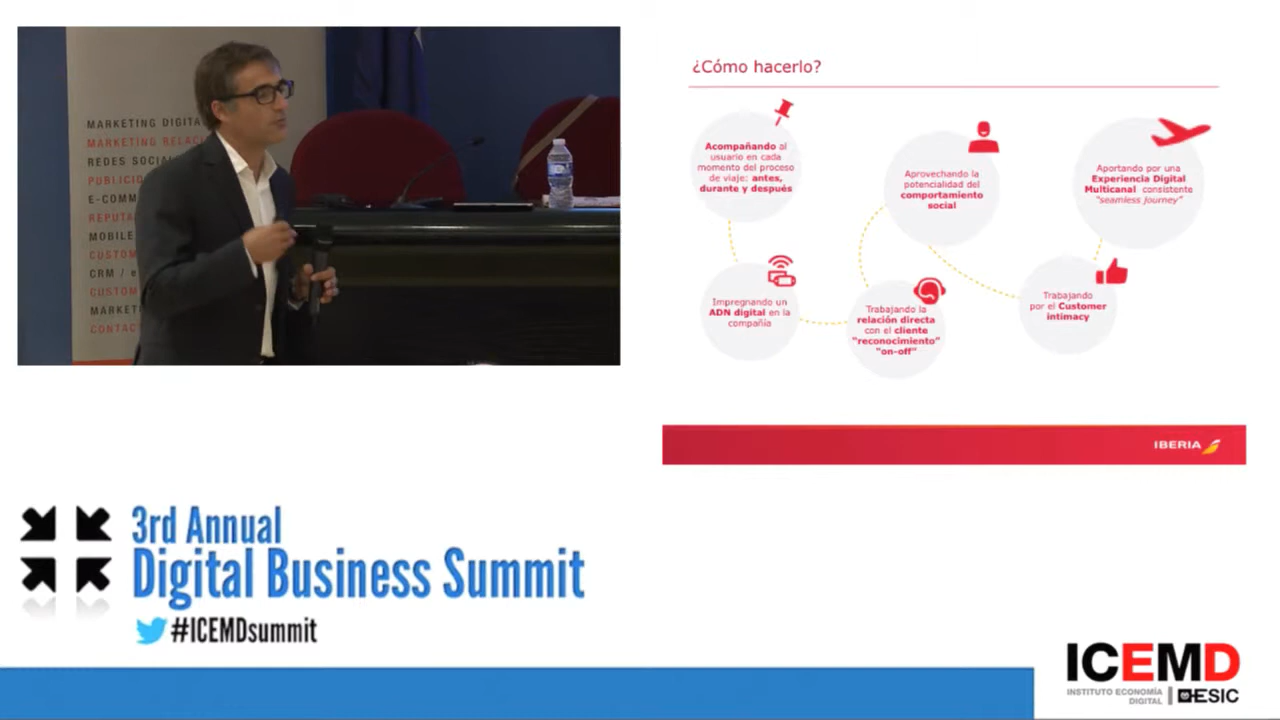 MARKETING DIGITA
MARKETING RELAC
REDES SOCIAL
PUBLICID
E-COMM
REPUTA
MOBILE
CUSTOM
CRM / e
CUSTOM
MARKET
CONTAC
¿Cómo hacerlo?
Acompañando al
usuario en cada
momento del proceso
de viaje: antes,
durante y después
Aprovechando la
potencialidad del
comportamiento
social
Aportando por una
Experiencia Digital
Multicanal consistente
"seamless journey"
Impregnando un
ADN digital en la
compañía
Trabajando la
relación directa
con el cliente
"reconocimiento"
"on-off"
Trabajando
por el Customer
intimacy
IBERIA
3rd Annual
Digital Business Summit
#ICEMDsummit
ICEMD
INSTITUTO ECONOMÍA
DIGITAL
ESIC